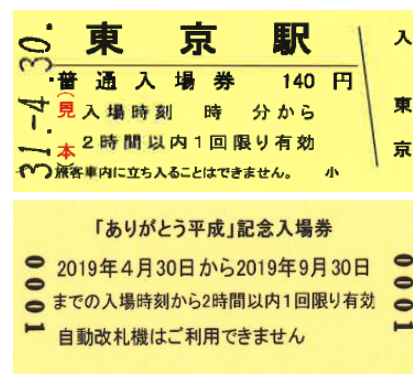 31.-4.30.
東京駅
普通入場券 140円
(見本)
入場時刻 時 分から
2時間以内1回限り有効
旅客車内に立ち入ることはできません。 小
入 東京
「ありがとう平成」記念入場券
2019年4月30日から2019年9月30日
までの入場時刻から2時間以内1回限り有効
自動改札機はご利用できません
0001
0001